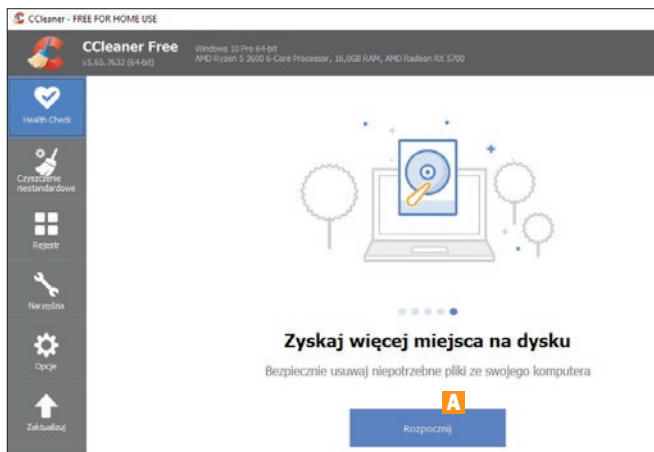 CCleaner - FREE FOR HOME USE
CCleaner Free
v5.65.7632 (64-bit)
Windows 10 Pro 64-bit
AMD Ryzen 5 3600 6-Core Processor, 16,0GB RAM, AMD Radeon RX 5700
Health Check
Czyszczenie
niestandardowe
Rejestr
Narzędzia
Opcje
Zaktualizuj
Zyskaj więcej miejsca na dysku
Bezpiecznie usuwaj niepotrzebne pliki ze swojego komputera
A
Rozpocznij